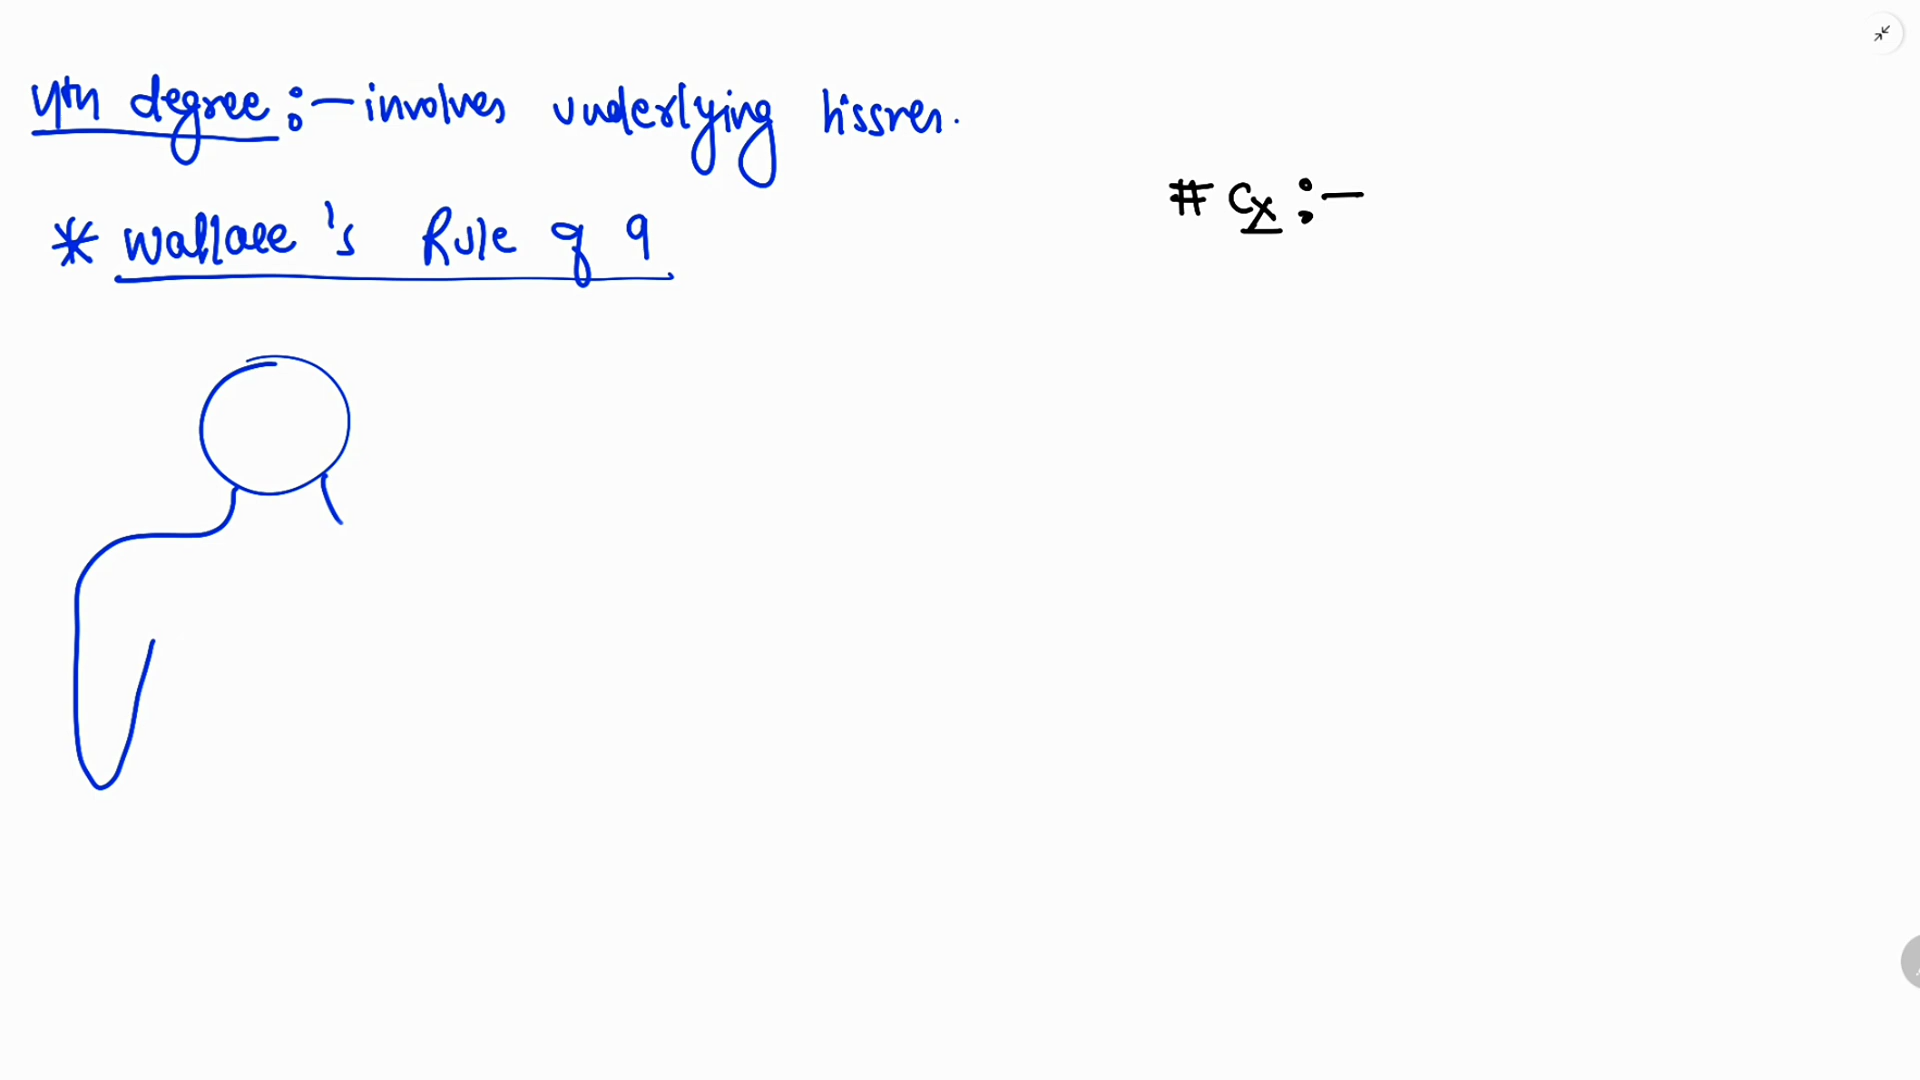 4th degree :- involves underlying tissues.
* Wallace's Rule of 9
# Cx :-